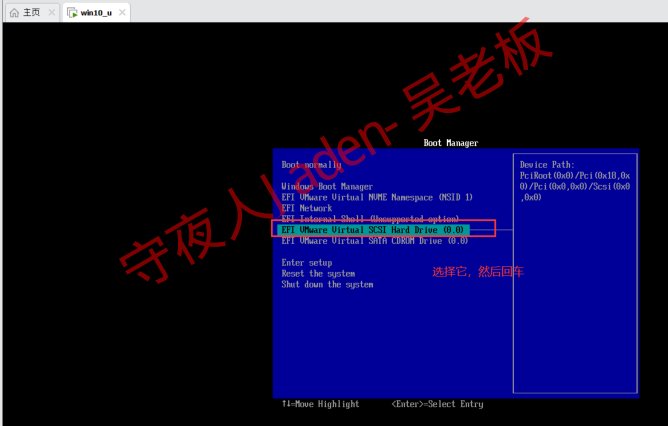 主页
win10_u
守夜人Laden-吴老板
Boot Manager
Boot normally
Windows Boot Manager
EFI VMware Virtual NVME Namespace (NSID 1)
EFI Network
EFI Internal Shell (Unsupported option)
EFI VMware Virtual SCSI Hard Drive (0.0)
EFI VMware Virtual SATA CDROM Drive (0.0)
Enter setup
Reset the system
Shut down the system
Device Path:
PciRoot(0x0)/Pci(0x18,0x
0)/Pci(0x0,0x0)/Scsi(0x0
,0x0)
选择它，然后回车
↑↓=Move Highlight
<Enter>=Select Entry